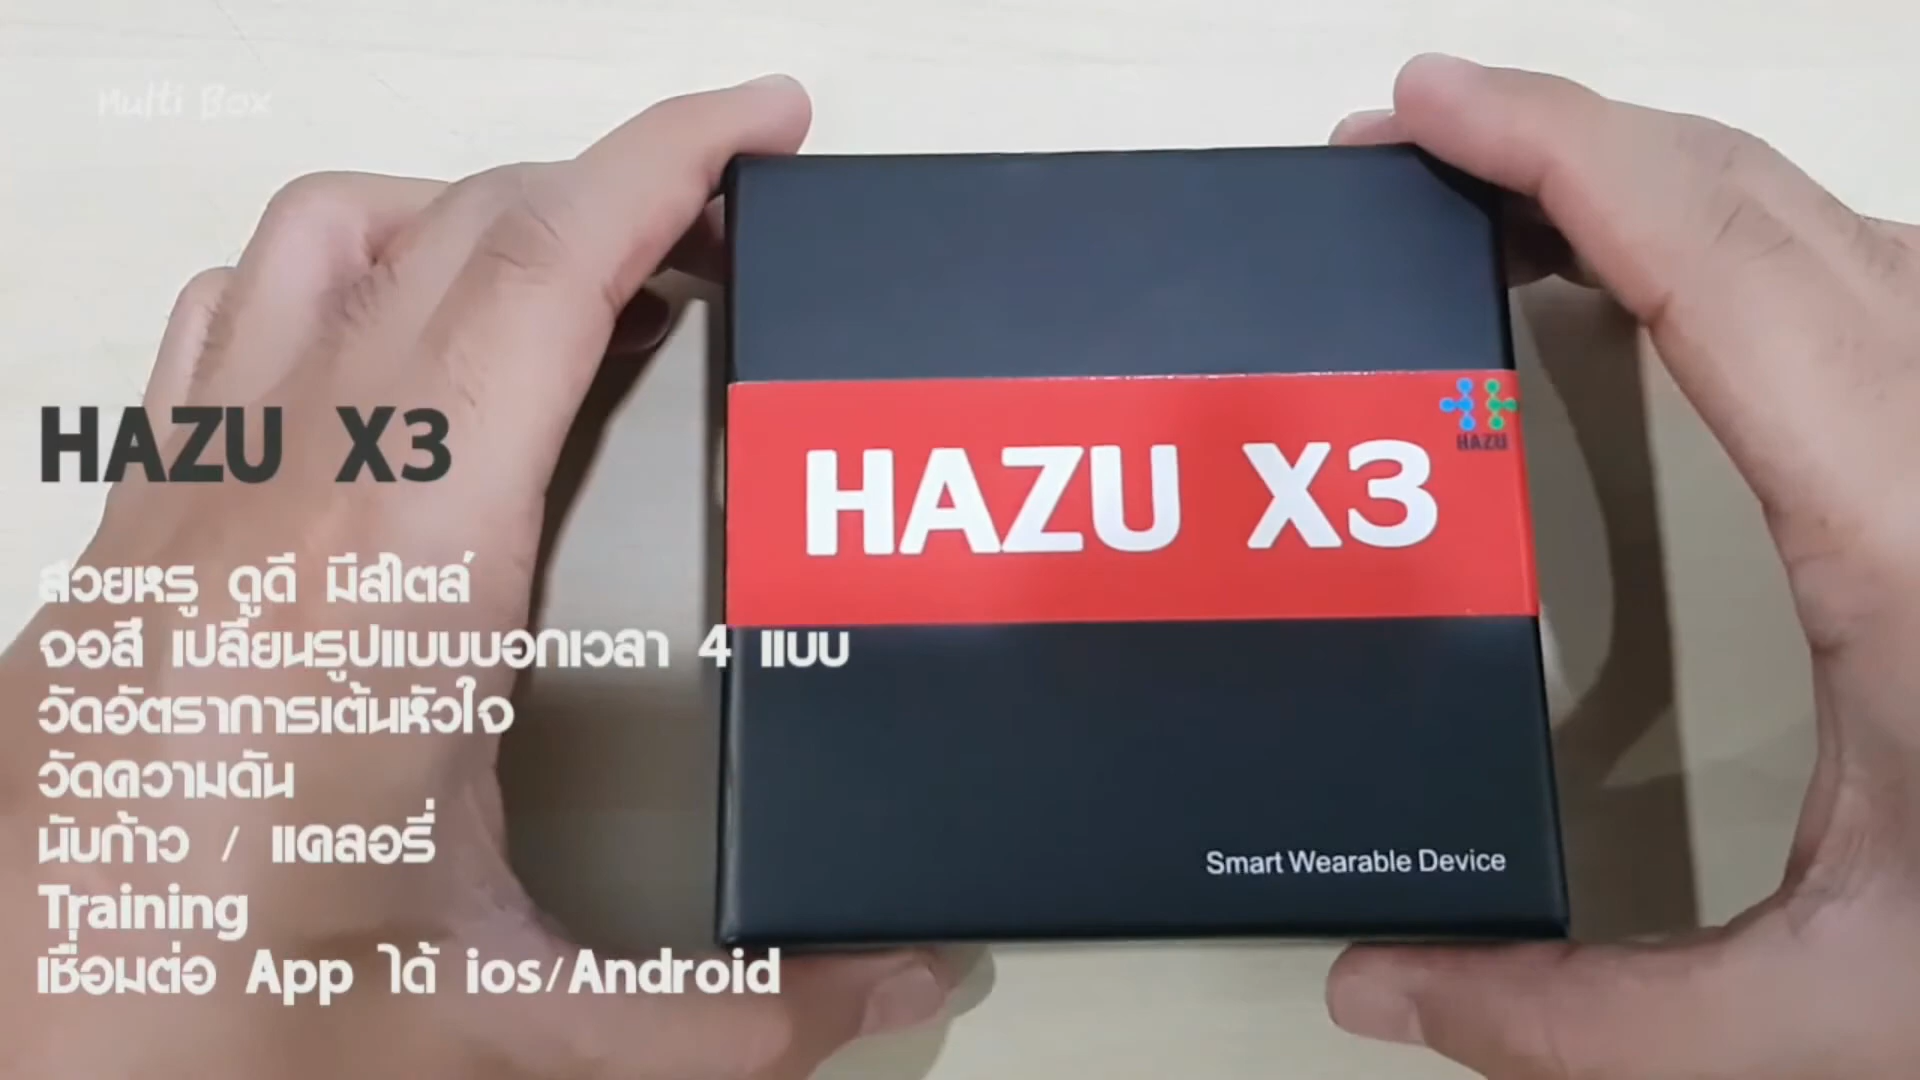 Multi Box
HAZU X3
สวยหรู ดูดี มีสไตล์
จอสี เปลี่ยนรูปแบบบอกเวลา 4 แบบ
วัดอัตราการเต้นหัวใจ
วัดความดัน
นับก้าว / แคลอรี่
Training
เชื่อมต่อ App ได้ ios/Android
HAZU
HAZU X3
Smart Wearable Device